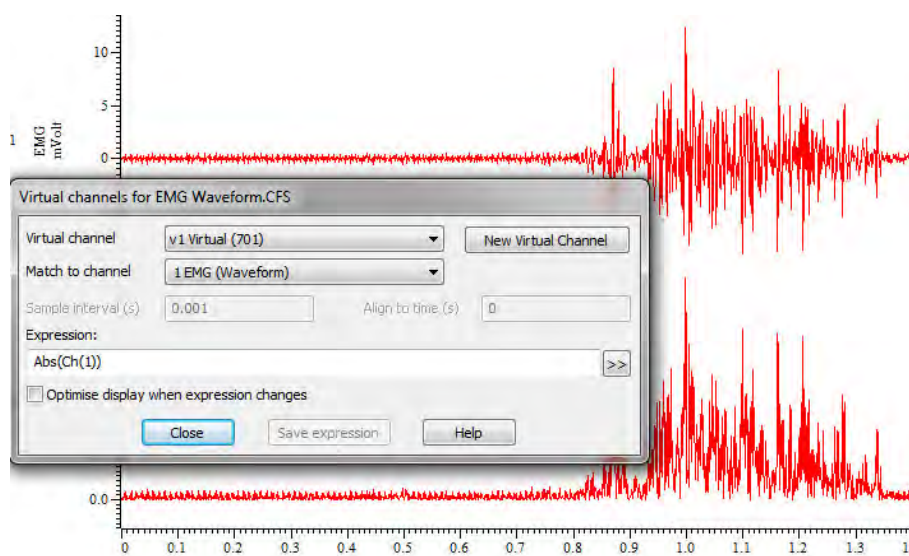 10
5
0
1
EMG
mVolt
Virtual channels for EMG Waveform.CFS
Virtual channel v1 Virtual (701) New Virtual Channel
Match to channel 1 EMG (Waveform)
Sample interval (s) 0.001 Align to time (s) 0
Expression:
Abs(Ch(1)) >>
Optimise display when expression changes
Close Save expression Help
0.0
0 0.1 0.2 0.3 0.4 0.5 0.6 0.7 0.8 0.9 1.0 1.1 1.2 1.3